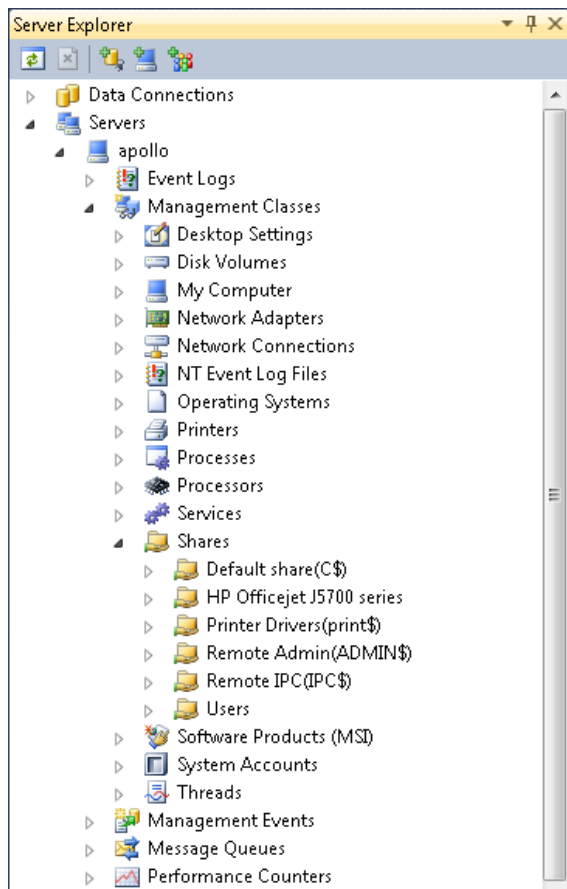 Server Explorer
Data Connections
Servers
apollo
Event Logs
Management Classes
Desktop Settings
Disk Volumes
My Computer
Network Adapters
Network Connections
NT Event Log Files
Operating Systems
Printers
Processes
Processors
Services
Shares
Default share(C$)
HP Officejet J5700 series
Printer Drivers(print$)
Remote Admin(ADMIN$)
Remote IPC(IPC$)
Users
Software Products (MSI)
System Accounts
Threads
Management Events
Message Queues
Performance Counters